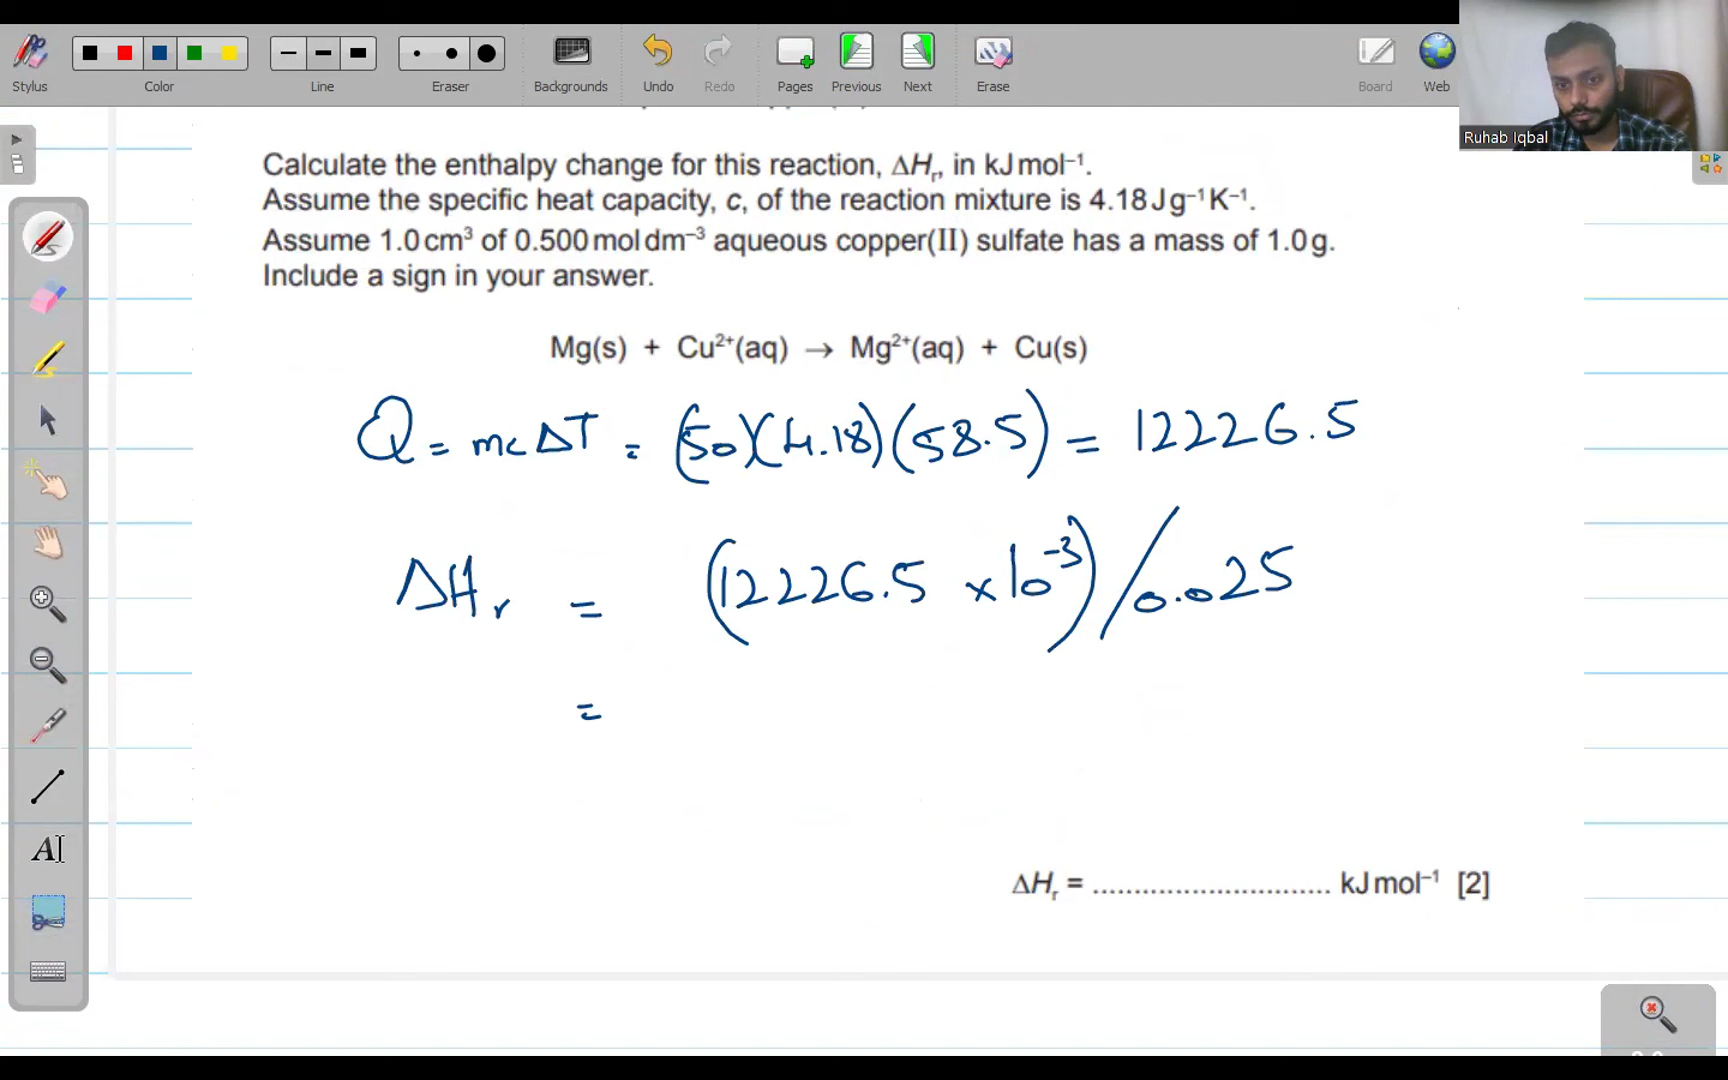 Stylus
Color
Line
Eraser
Backgrounds
Undo
Redo
Pages
Previous
Next
Erase
Board
Web
Ruhab Iqbal
Calculate the enthalpy change for this reaction, ΔHr, in kJ mol⁻¹.
Assume the specific heat capacity, c, of the reaction mixture is 4.18 J g⁻¹ K⁻¹.
Assume 1.0 cm³ of 0.500 mol dm⁻³ aqueous copper(II) sulfate has a mass of 1.0 g.
Include a sign in your answer.
Mg(s) + Cu²⁺(aq) → Mg²⁺(aq) + Cu(s)
Q = mcΔT = (50)(4.18)(58.5) = 12226.5
ΔHr = (12226.5 ×10⁻³)/0.025
=
ΔHr = .............................. kJ mol⁻¹ [2]
A